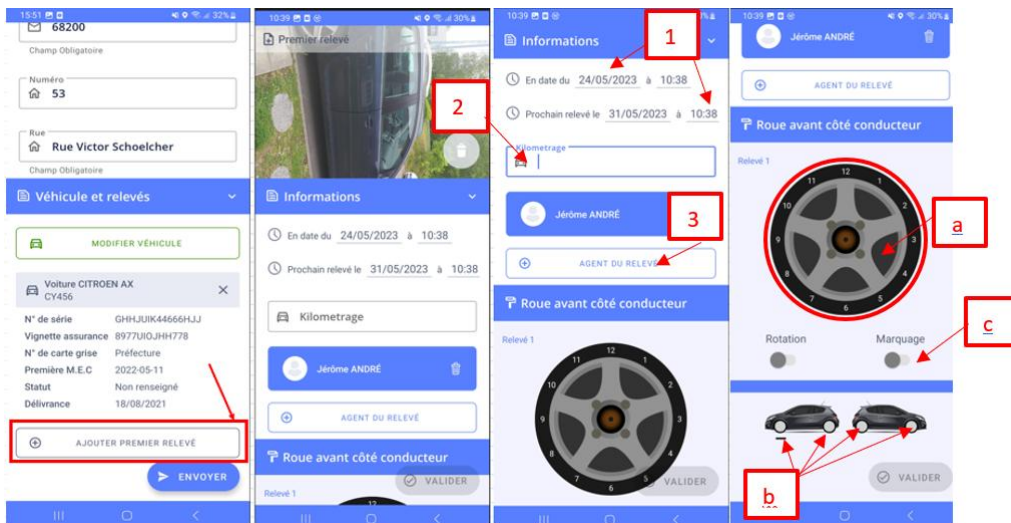 15:51 32%
68200
Champ Obligatoire
Numéro
53
Rue
Rue Victor Schoelcher
Champ Obligatoire
Véhicule et relevés
MODIFIER VÉHICULE
Voiture CITROEN AX
CY456
N° de série GHHJUIK44666HJJ
Vignette assurance 8977UIOJHH778
N° de carte grise Préfecture
Première M.E.C 2022-05-11
Statut Non renseigné
Délivrance 18/08/2021
AJOUTER PREMIER RELEVÉ
ENVOYER
10:39 30%
Premier relevé
Informations
En date du 24/05/2023 à 10:38
Prochain relevé le 31/05/2023 à 10:38
Kilometrage
Jérôme ANDRÉ
AGENT DU RELEVÉ
Roue avant côté conducteur
VALIDER
Relevé 1
12
10:39
Informations
1
En date du 24/05/2023 à 10:38
2
Prochain relevé le 31/05/2023 à 10:38
Kilometrage
Jérôme ANDRÉ
3
AGENT DU RELEVÉ
Roue avant côté conducteur
Relevé 1
12
11 1
10 2
9 3
8 4
7 5
6
VALIDER
10:39 30%
Jérôme ANDRÉ
AGENT DU RELEVÉ
Roue avant côté conducteur
Relevé 1
12
11 1
10 2
9 3
8 4
7 5
6
a
Rotation Marquage
c
b
VALIDER